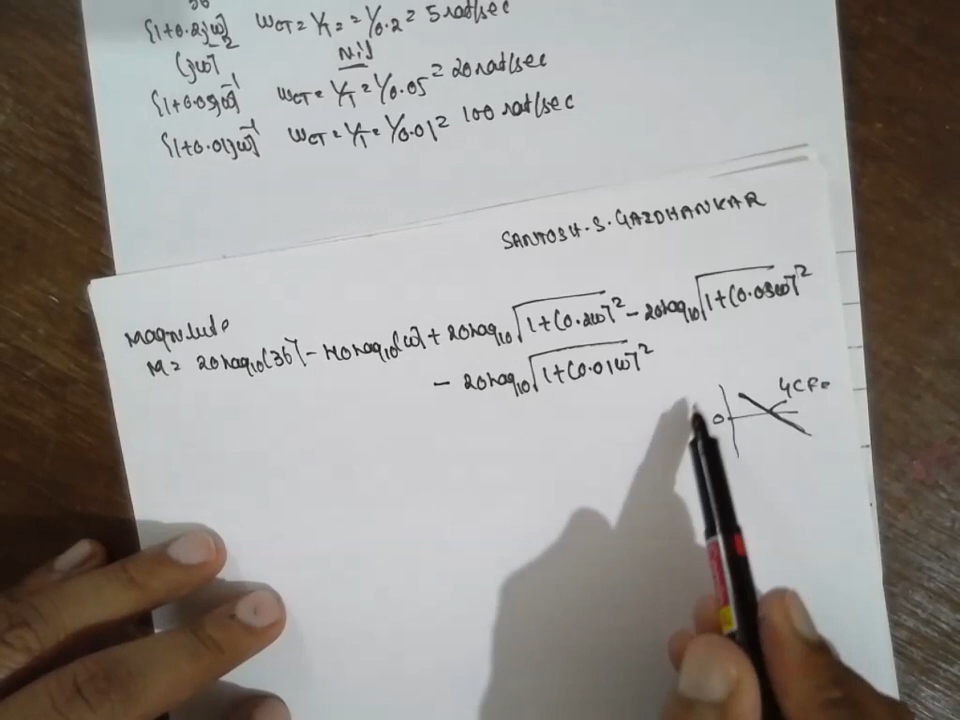 36
{1+0.2jω} ωCT = 1/T = 1/0.2 = 5 rad/sec
(jω)^-2 Nil
{1+0.05jω}^-1 ωCT = 1/T = 1/0.05 = 20 rad/sec
{1+0.01jω}^-1 ωCT = 1/T = 1/0.01 = 100 rad/sec
SANTOSH.S.GAIDHANKAR
Magnitude
M = 20log10(36) - 40log10(ω) + 20log10√1+(0.2ω)^2 - 20log10√1+(0.05ω)^2
- 20log10√1+(0.01ω)^2
0